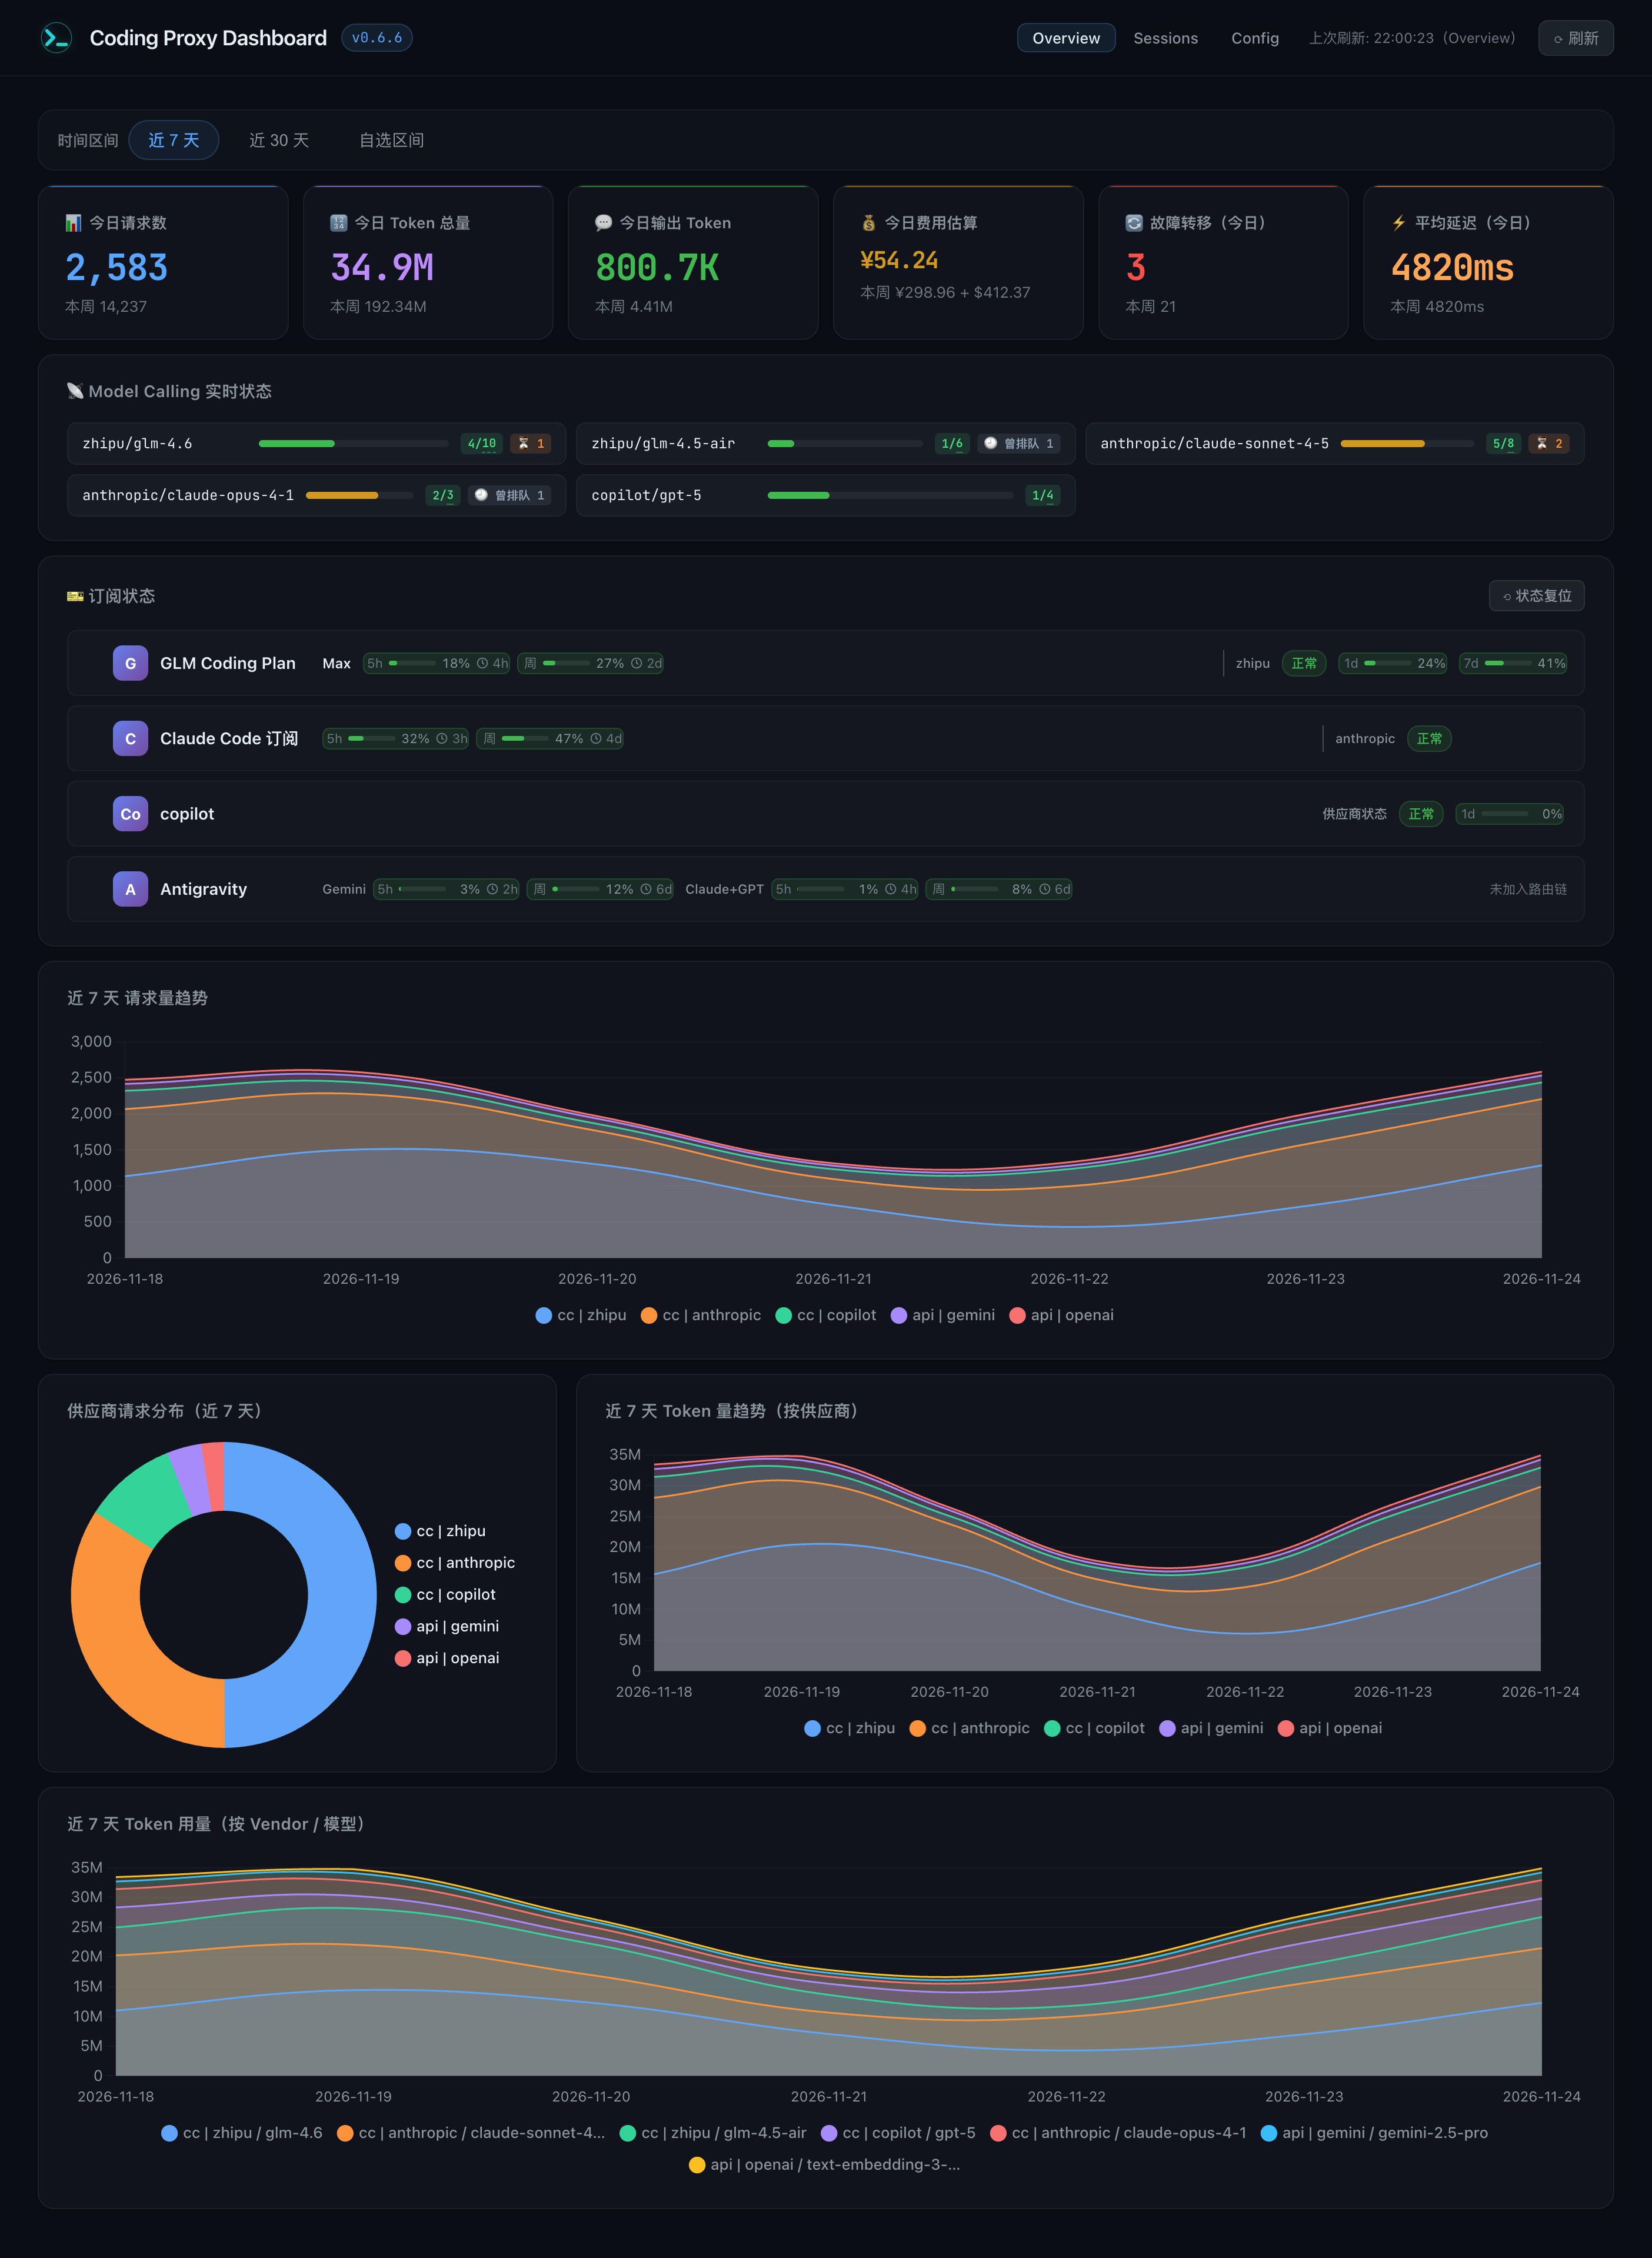 Coding Proxy Dashboard v0.6.6 Overview Sessions Config 上次刷新: 22:00:23（Overview） 刷新
时间区间 近 7 天 近 30 天 自选区间
今日请求数
2,583
本周 14,237
今日 Token 总量
34.9M
本周 192.34M
今日输出 Token
800.7K
本周 4.41M
今日费用估算
¥54.24
本周 ¥298.96 + $412.37
故障转移（今日）
3
本周 21
平均延迟（今日）
4820ms
本周 4820ms
Model Calling 实时状态
zhipu/glm-4.6 4/10 1
zhipu/glm-4.5-air 1/6 曾排队 1
anthropic/claude-sonnet-4-5 5/8 2
anthropic/claude-opus-4-1 2/3 曾排队 1
copilot/gpt-5 1/4
订阅状态 状态复位
G GLM Coding Plan Max 5h 18% 4h 周 27% 2d zhipu 正常 1d 24% 7d 41%
C Claude Code 订阅 5h 32% 3h 周 47% 4d anthropic 正常
Co copilot 供应商状态 正常 1d 0%
A Antigravity Gemini 5h 3% 2h 周 12% 6d Claude+GPT 5h 1% 4h 周 8% 6d 未加入路由链
近 7 天 请求量趋势
3,000
2,500
2,000
1,500
1,000
500
0
2026-11-18 2026-11-19 2026-11-20 2026-11-21 2026-11-22 2026-11-23 2026-11-24
cc | zhipu cc | anthropic cc | copilot api | gemini api | openai
供应商请求分布（近 7 天）
cc | zhipu
cc | anthropic
cc | copilot
api | gemini
api | openai
近 7 天 Token 量趋势（按供应商）
35M
30M
25M
20M
15M
10M
5M
0
2026-11-18 2026-11-19 2026-11-20 2026-11-21 2026-11-22 2026-11-23 2026-11-24
cc | zhipu cc | anthropic cc | copilot api | gemini api | openai
近 7 天 Token 用量（按 Vendor / 模型）
35M
30M
25M
20M
15M
10M
5M
0
2026-11-18 2026-11-19 2026-11-20 2026-11-21 2026-11-22 2026-11-23 2026-11-24
cc | zhipu / glm-4.6 cc | anthropic / claude-sonnet-4... cc | zhipu / glm-4.5-air cc | copilot / gpt-5 cc | anthropic / claude-opus-4-1 api | gemini / gemini-2.5-pro
api | openai / text-embedding-3-...